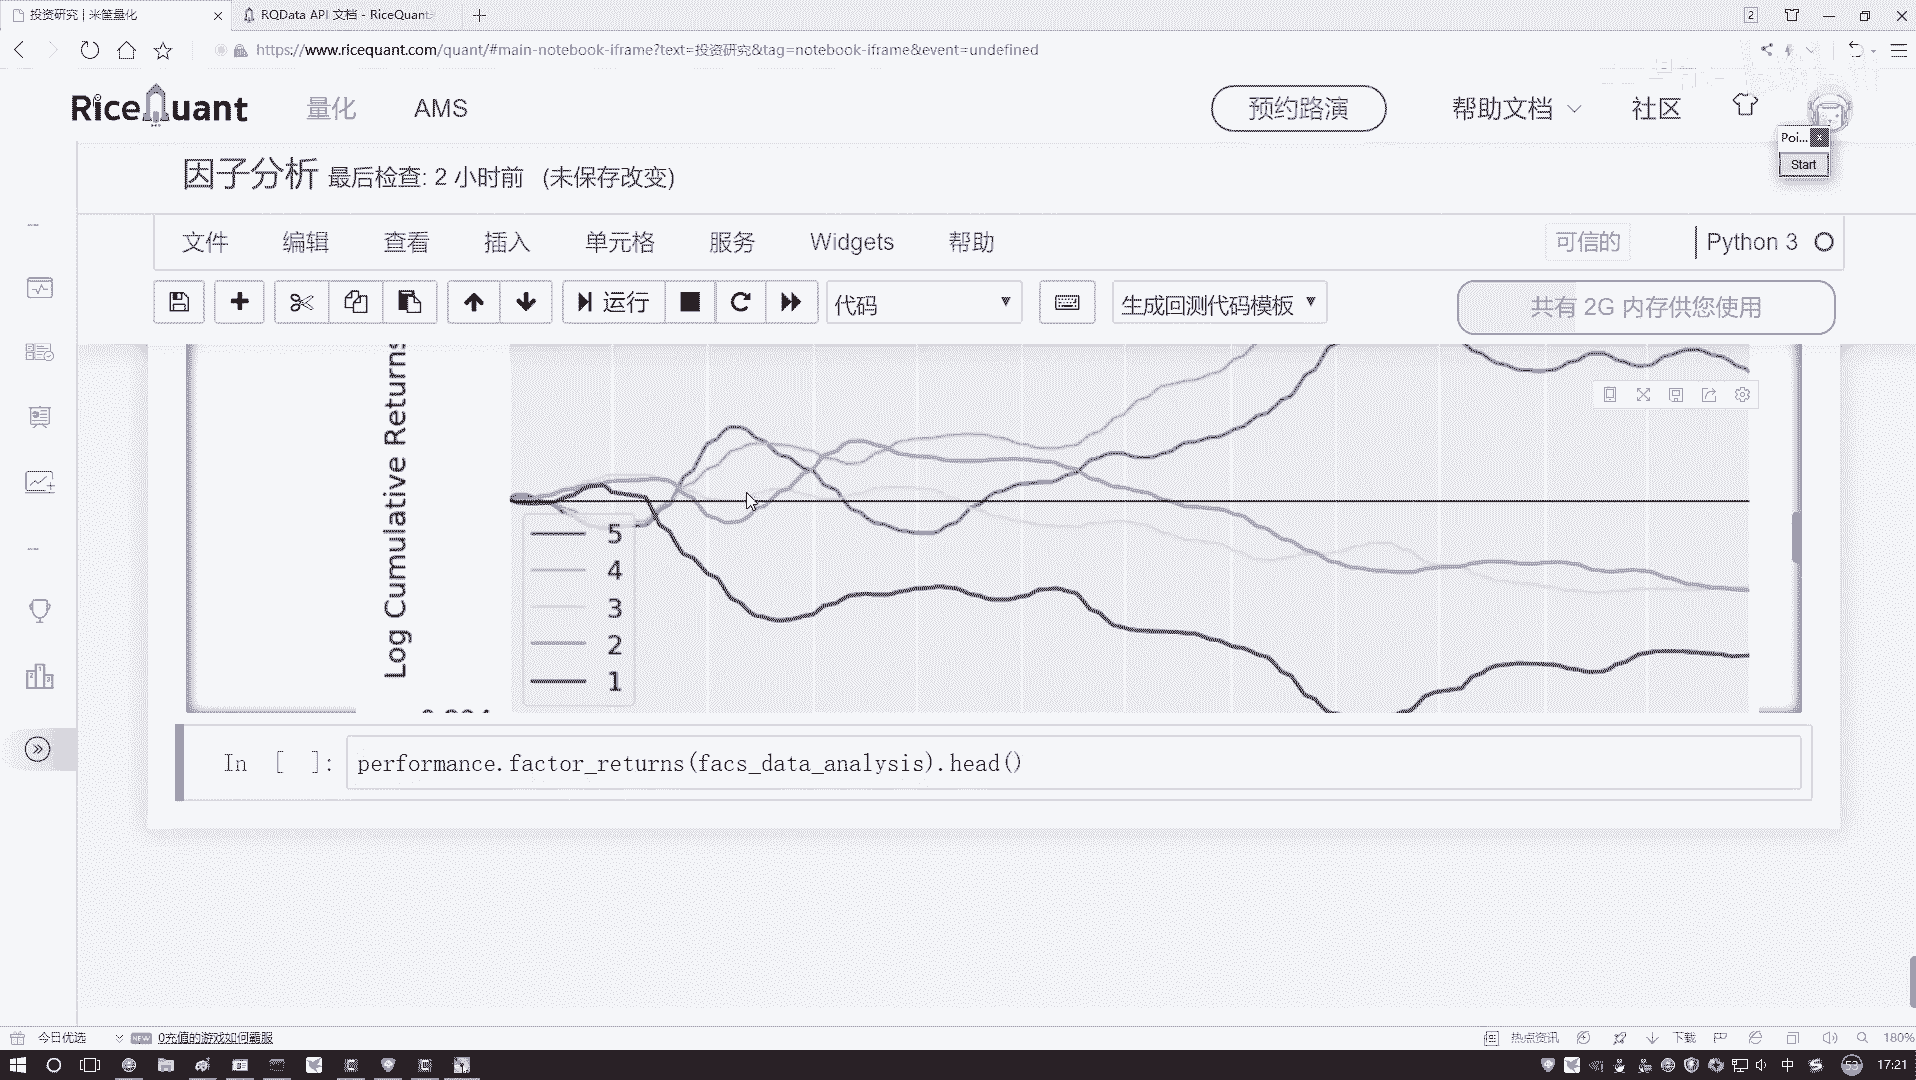 投资研究 | 米筐量化
RQData API 文档 - RiceQuant
2
https://www.ricequant.com/quant/#main-notebook-iframe?text=投资研究&tag=notebook-iframe&event=undefined
RiceQuant
量化
AMS
预约路演
帮助文档
社区
Poi...
Start
因子分析 最后检查: 2 小时前 (未保存改变)
文件 编辑 查看 插入 单元格 服务 Widgets 帮助
可信的
Python 3
运行
代码
生成回测代码模板
共有 2G 内存供您使用
Log Cumulative Returns
5
4
3
2
1
In [ ]:
performance.factor_returns(facs_data_analysis).head()
今日优选
NEW
0充值的游戏如何霸服
热点资讯
下载
180%
中
53
17:21